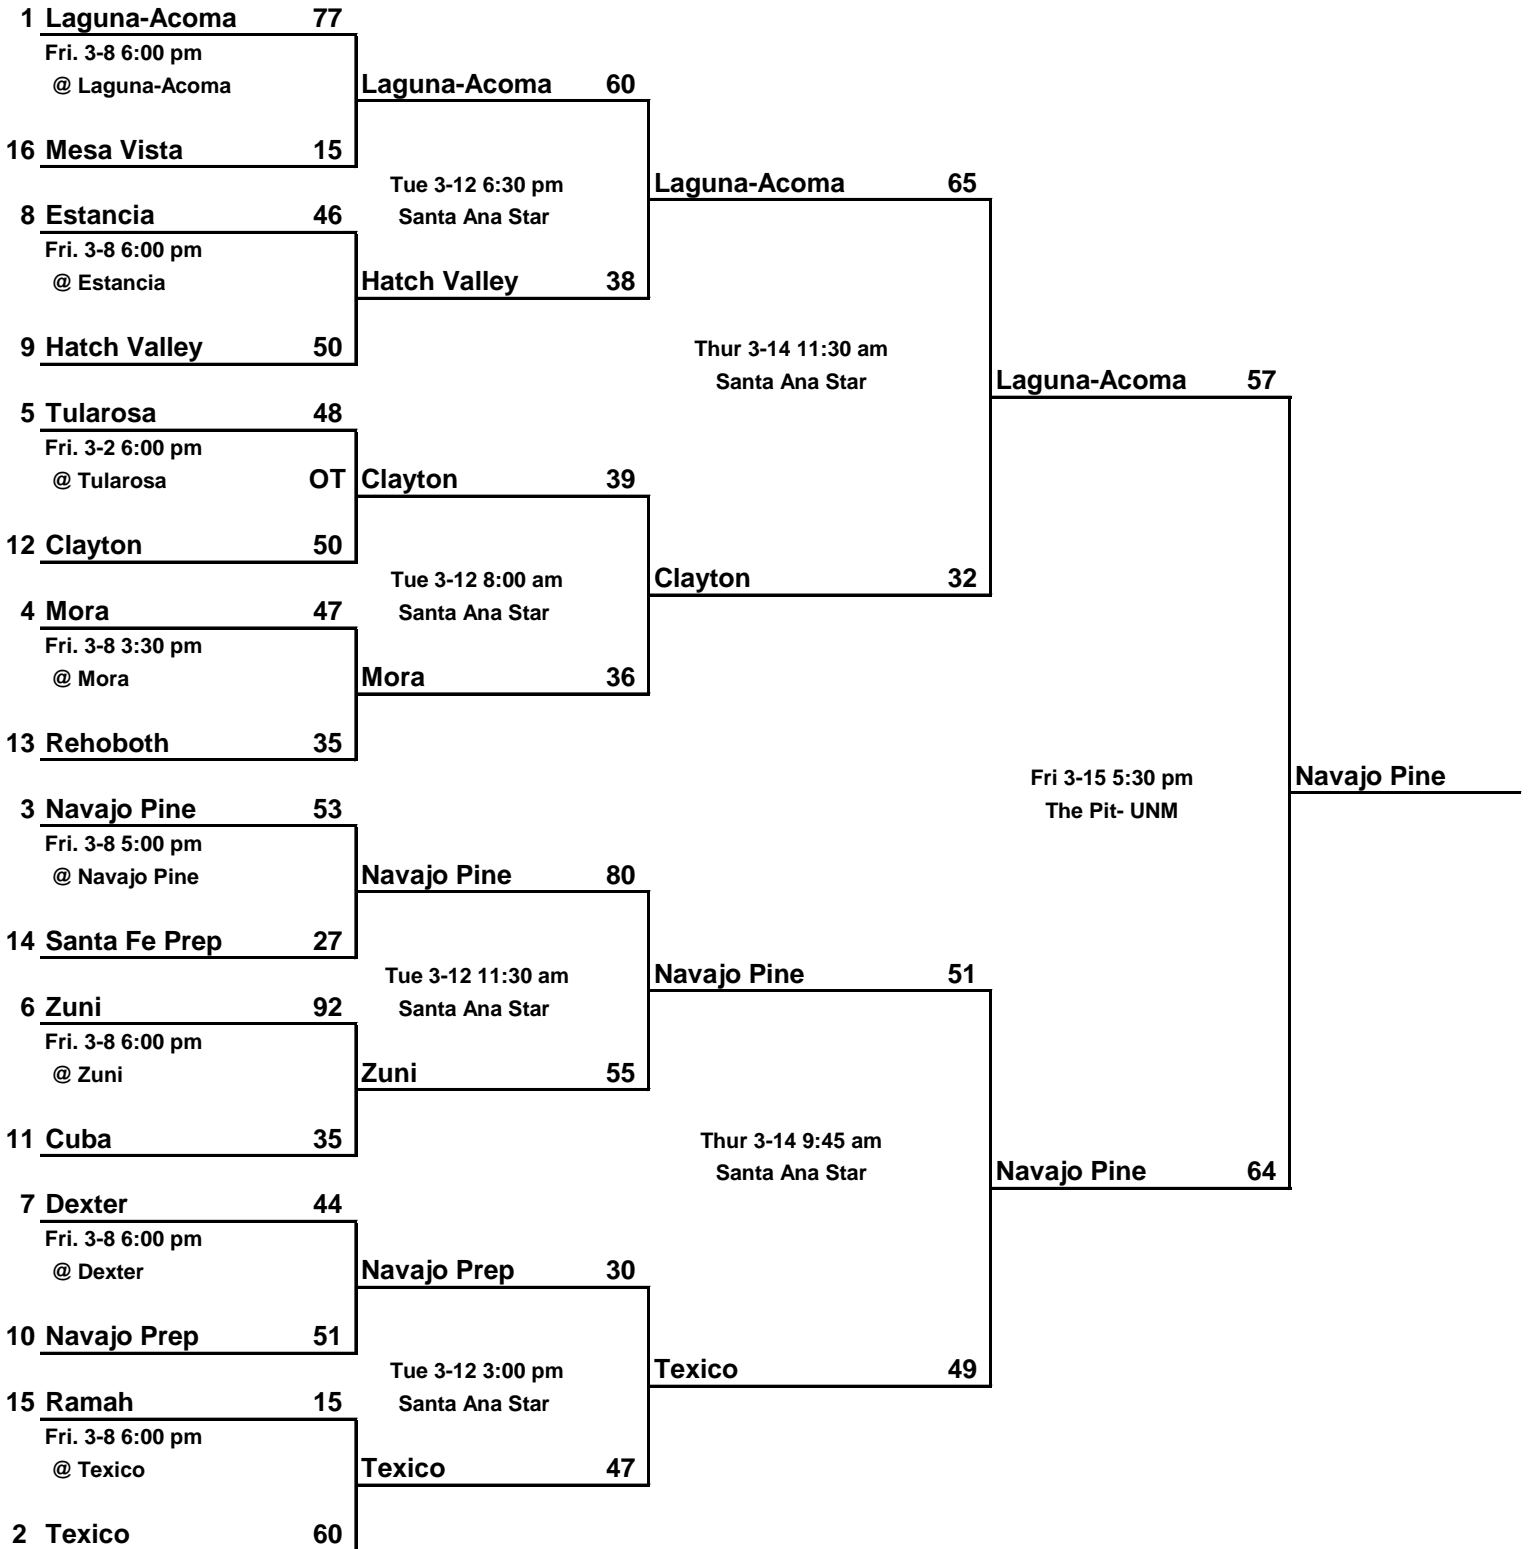 1 Laguna-Acoma 77
Fri. 3-8 6:00 pm
@ Laguna-Acoma
Laguna-Acoma 60
16 Mesa Vista 15
Tue 3-12 6:30 pm
Laguna-Acoma 65
8 Estancia 46
Santa Ana Star
Fri. 3-8 6:00 pm
@ Estancia
Hatch Valley 38
9 Hatch Valley 50
Thur 3-14 11:30 am
Santa Ana Star
Laguna-Acoma 57
5 Tularosa 48
Fri. 3-2 6:00 pm
@ Tularosa OT
Clayton 39
12 Clayton 50
Tue 3-12 8:00 am
Clayton 32
4 Mora 47
Santa Ana Star
Fri. 3-8 3:30 pm
@ Mora
Mora 36
13 Rehoboth 35
Fri 3-15 5:30 pm
Navajo Pine
3 Navajo Pine 53
The Pit- UNM
Fri. 3-8 5:00 pm
@ Navajo Pine
Navajo Pine 80
14 Santa Fe Prep 27
Tue 3-12 11:30 am
Navajo Pine 51
6 Zuni 92
Santa Ana Star
Fri. 3-8 6:00 pm
@ Zuni
Zuni 55
11 Cuba 35
Thur 3-14 9:45 am
Santa Ana Star
Navajo Pine 64
7 Dexter 44
Fri. 3-8 6:00 pm
@ Dexter
Navajo Prep 30
10 Navajo Prep 51
Tue 3-12 3:00 pm
Texico 49
15 Ramah 15
Santa Ana Star
Fri. 3-8 6:00 pm
@ Texico
Texico 47
2 Texico 60